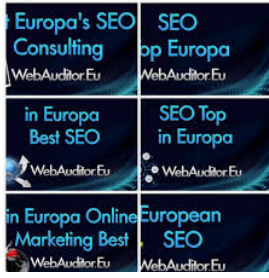 Europa's SEO
Consulting
WebAuditor.Eu
SEO
op Europa
WebAuditor.Eu
in Europa
Best SEO
WebAuditor.Eu
SEO Top
in Europa
WebAuditor.Eu
in Europa Online
Marketing Best
WebAuditor.Eu
European
SEO
WebAuditor.Eu